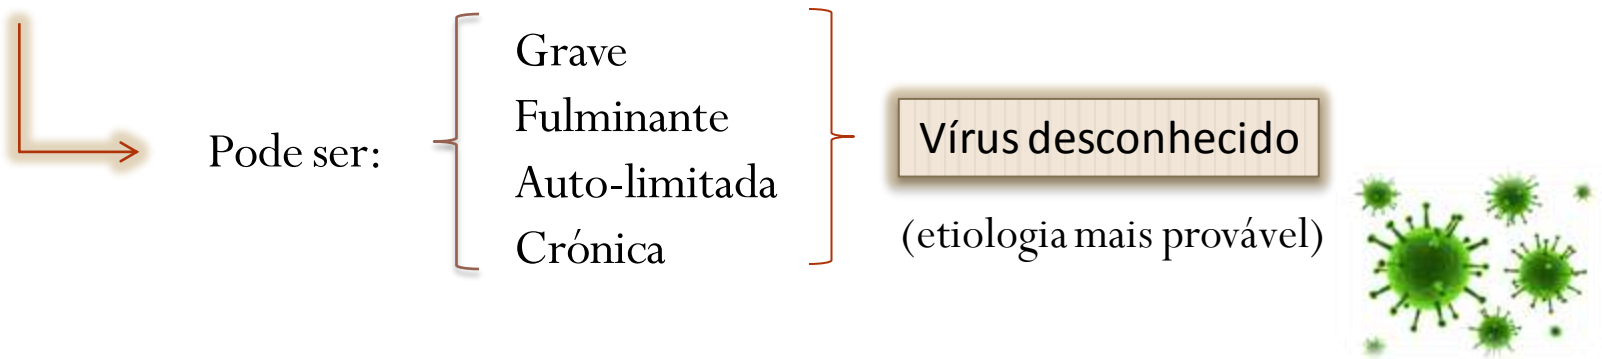 Pode ser:
Grave
Fulminante
Auto-limitada
Crónica
Vírus desconhecido
(etiologia mais provável)